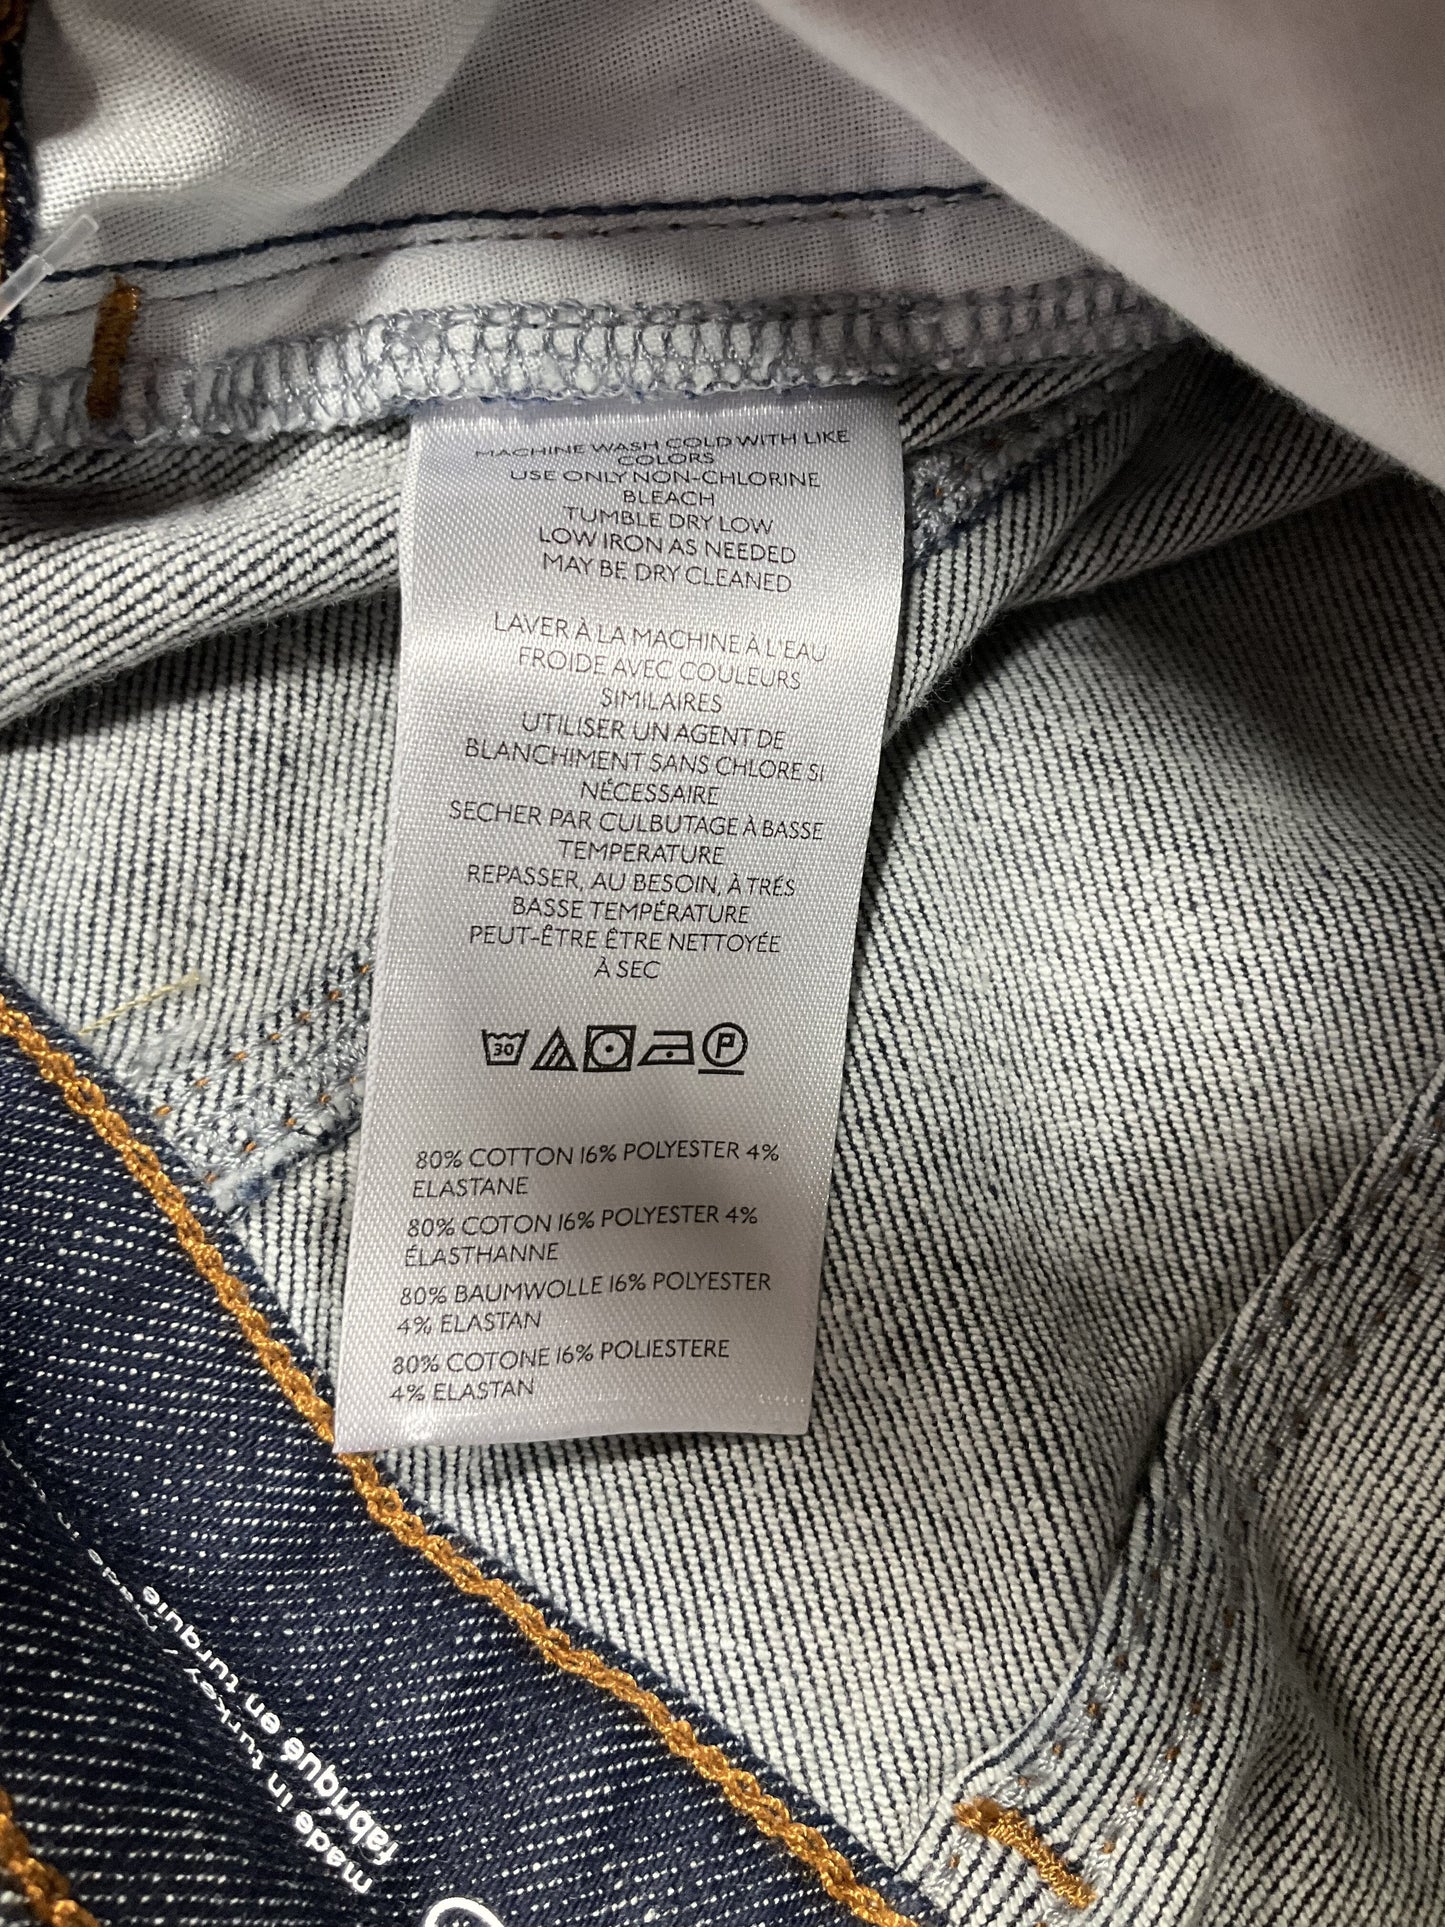 MACHINE WASH COLD WITH LIKE
COLORS
USE ONLY NON-CHLORINE
BLEACH
TUMBLE DRY LOW
LOW IRON AS NEEDED
MAY BE DRY CLEANED
LAVER À LA MACHINE À L'EAU
FROIDE AVEC COULEURS
SIMILAIRES
UTILISER UN AGENT DE
BLANCHIMENT SANS CHLORE SI
NÉCESSAIRE
SECHER PAR CULBUTAGE À BASSE
TEMPERATURE
REPASSER, AU BESOIN, À TRÉS
BASSE TEMPÉRATURE
PEUT-ÊTRE ÊTRE NETTOYÉE
À SEC
30 P
80% COTTON 16% POLYESTER 4%
ELASTANE
80% COTON 16% POLYESTER 4%
ÉLASTHANNE
80% BAUMWOLLE 16% POLYESTER
4% ELASTAN
80% COTONE 16% POLIESTERE
4% ELASTAN
made in turkey
fabriqué en turquie